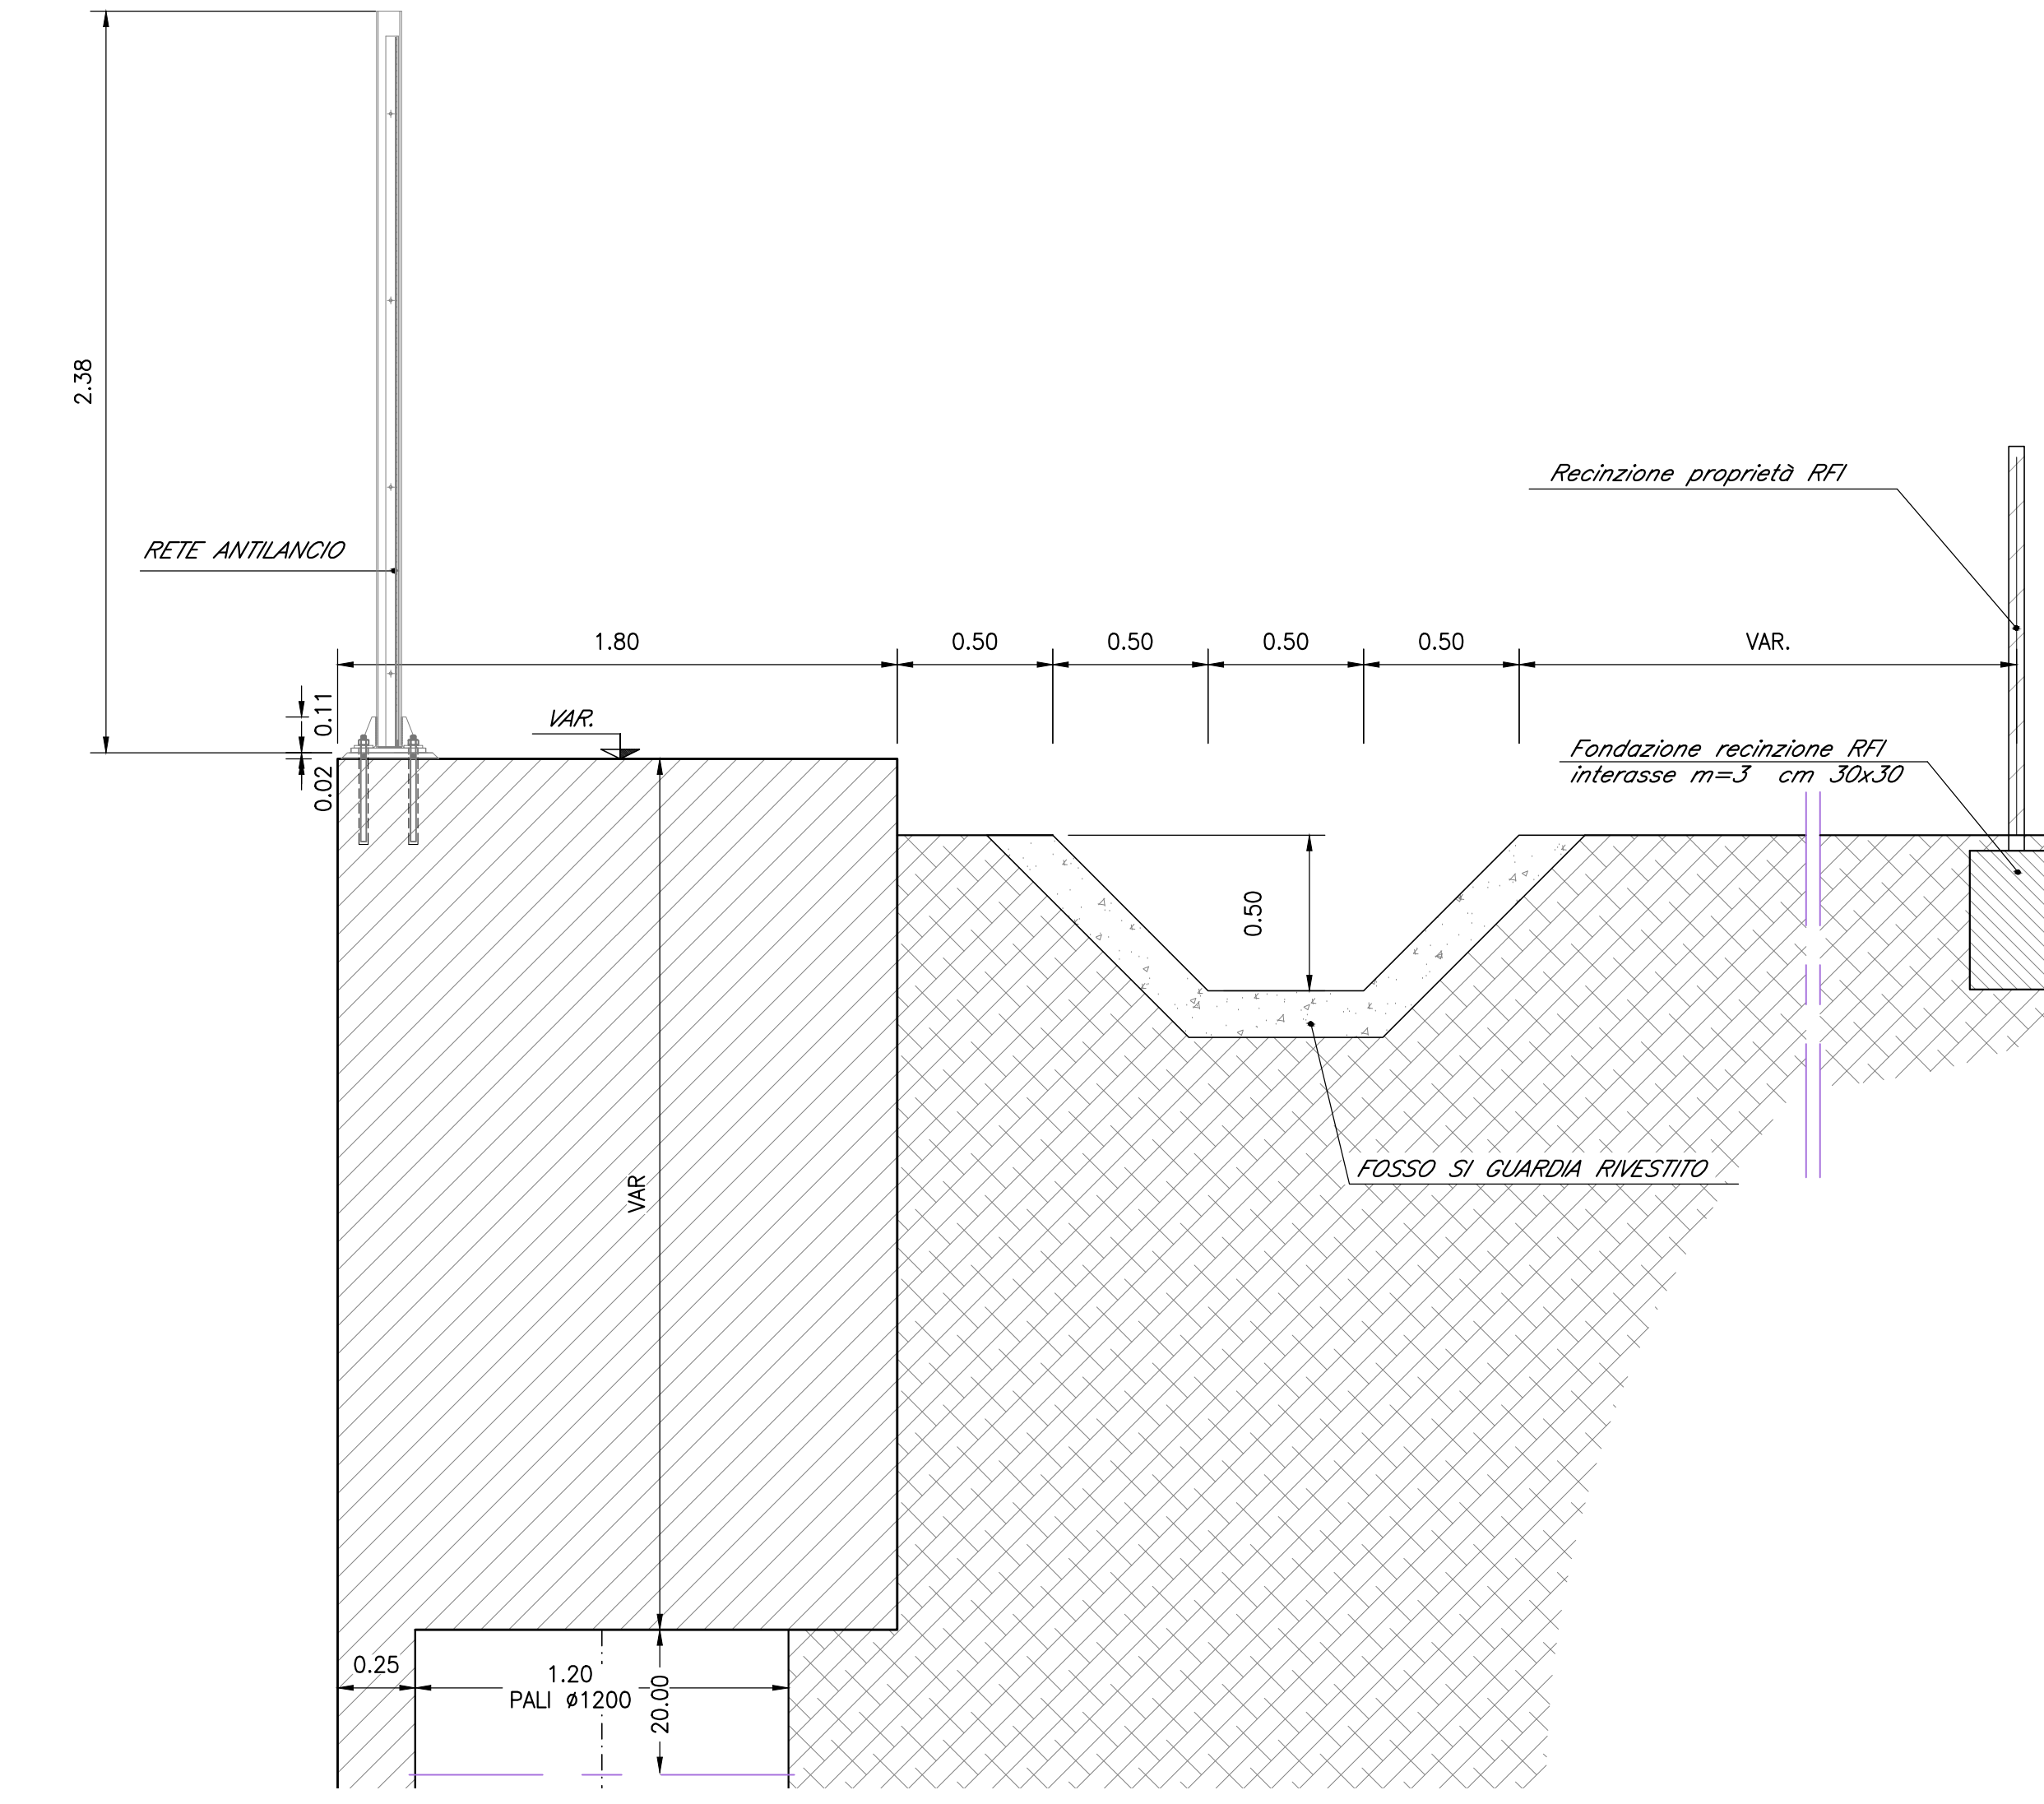 2.38
Recinzione proprietà RFI
RETE ANTILANCIO
1.80
0.50
0.50
0.50
0.50
VAR.
0.11
VAR.
0.02
Fondazione recinzione RFI
interasse m=3 cm 30x30
0.50
FOSSO SI GUARDIA RIVESTITO
VAR
0.25
1.20
PALI ø1200
20.00